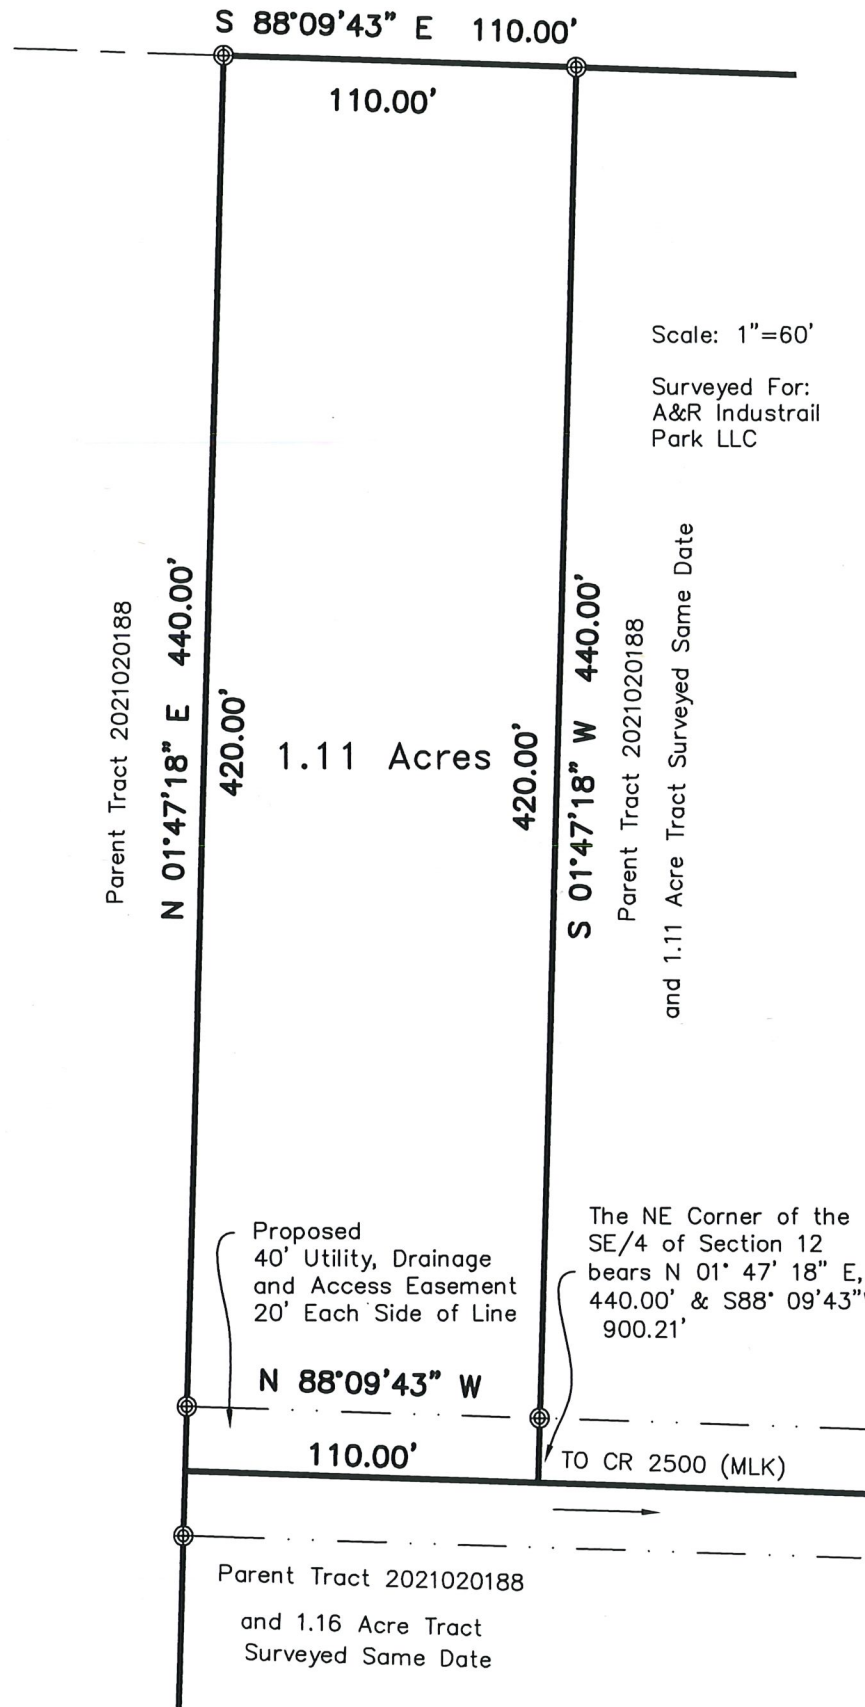 S 88°09'43" E 110.00'
110.00'
Scale: 1"=60'
Surveyed For:
A&R Industrail
Park LLC
Parent Tract 2021020188
N 01°47'18" E 440.00'
420.00'
1.11 Acres
420.00'
S 01°47'18" W 440.00'
Parent Tract 2021020188
and 1.11 Acre Tract Surveyed Same Date
Proposed
40' Utility, Drainage
and Access Easement
20' Each Side of Line
The NE Corner of the
SE/4 of Section 12
bears N 01° 47' 18" E,
440.00' & S88° 09'43"
900.21'
N 88°09'43" W
110.00'
TO CR 2500 (MLK)
Parent Tract 2021020188
and 1.16 Acre Tract
Surveyed Same Date